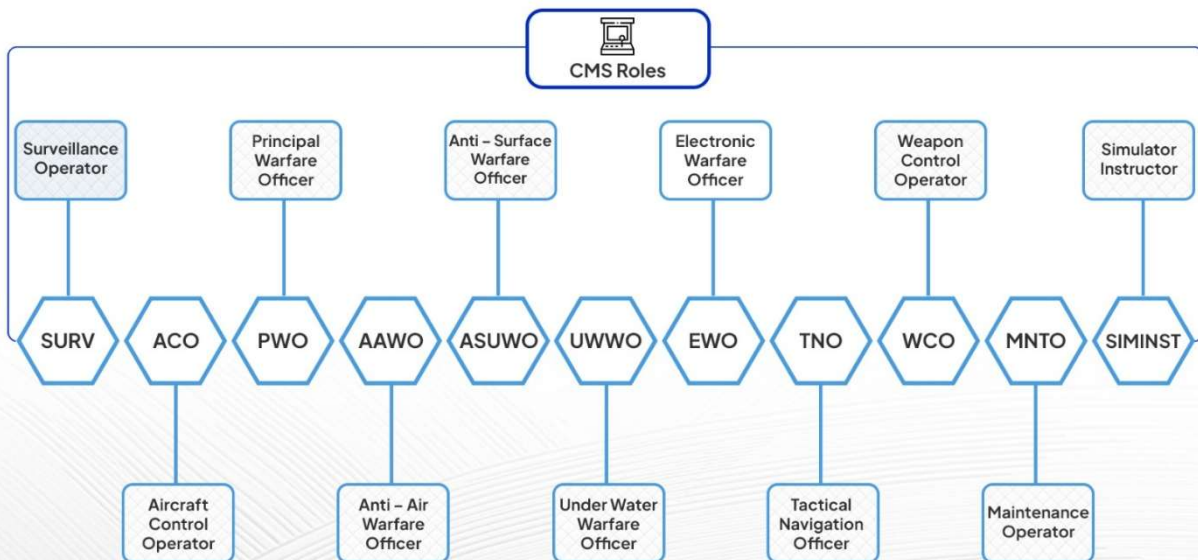 CMS Roles
Surveillance
Operator
Principal
Warfare
Officer
Anti – Surface
Warfare
Officer
Electronic
Warfare
Officer
Weapon
Control
Operator
Simulator
Instructor
SURV
ACO
PWO
AAWO
ASUWO
UWWO
EWO
TNO
WCO
MNTO
SIMINST
Aircraft
Control
Operator
Anti – Air
Warfare
Officer
Under Water
Warfare
Officer
Tactical
Navigation
Officer
Maintenance
Operator